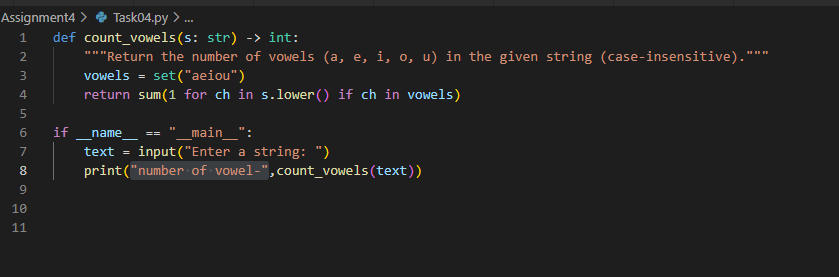 Assignment4 > Task04.py > ...
1 def count_vowels(s: str) -> int:
2     """Return the number of vowels (a, e, i, o, u) in the given string (case-insensitive)."""
3     vowels = set("aeiou")
4     return sum(1 for ch in s.lower() if ch in vowels)
5
6 if __name__ == "__main__":
7     text = input("Enter a string: ")
8     print("number of vowel-",count_vowels(text))
9
10
11